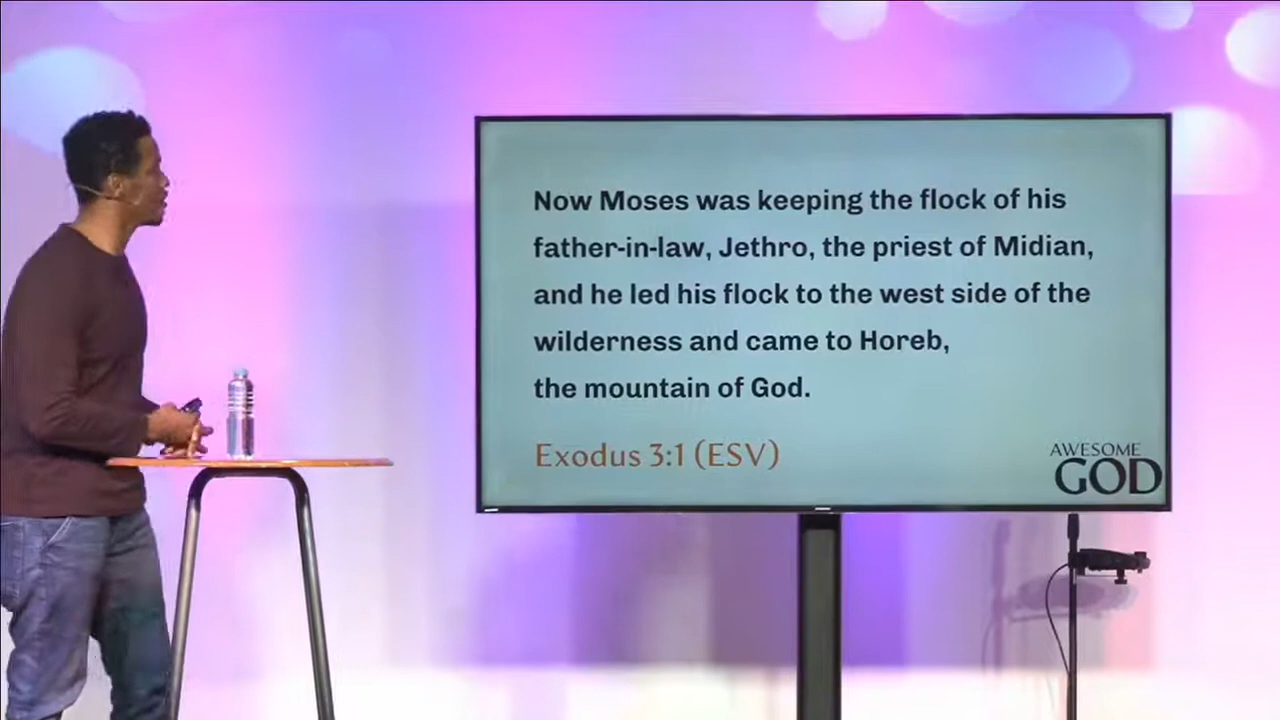 Now Moses was keeping the flock of his
father-in-law, Jethro, the priest of Midian,
and he led his flock to the west side of the
wilderness and came to Horeb,
the mountain of God.
Exodus 3:1 (ESV)
AWESOME
GOD